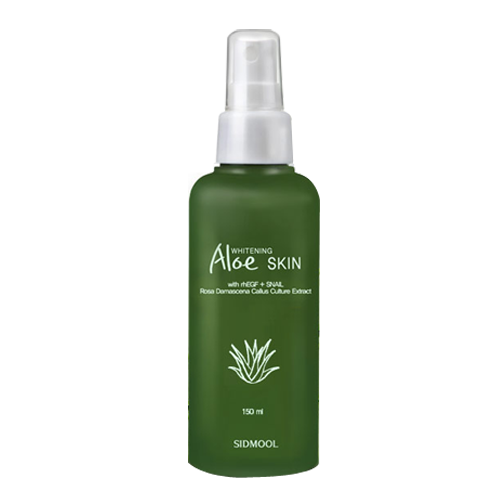 WHITENING
Aloe SKIN
with rhEGF + SNAIL
Rosa Damascena Callus Culture Extract
150 ml
SIDMOOL